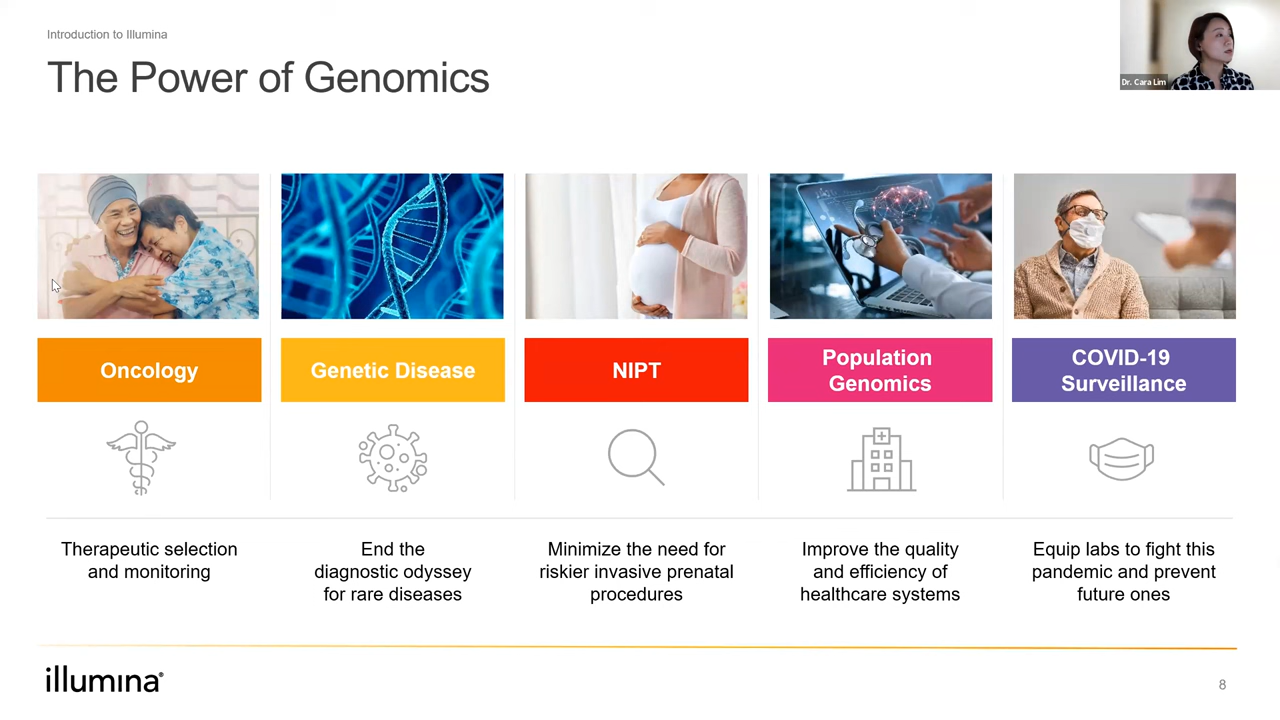 Introduction to Illumina
The Power of Genomics
Dr. Cara Lim
Oncology
Genetic Disease
NIPT
Population
Genomics
COVID-19
Surveillance
Therapeutic selection
and monitoring
End the
diagnostic odyssey
for rare diseases
Minimize the need for
riskier invasive prenatal
procedures
Improve the quality
and efficiency of
healthcare systems
Equip labs to fight this
pandemic and prevent
future ones
illumina®
8